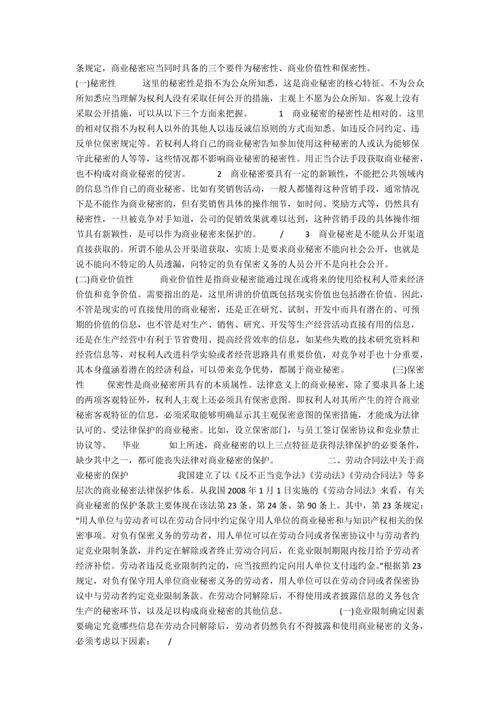 条规定，商业秘密应当同时具备的三个要件为秘密性、商业价值性和保密性。
(一)秘密性 这里的秘密性是指不为公众所知悉，这是商业秘密的核心特征。不为公众
所知悉应当理解为权利人没有采取任何公开的措施，主观上不愿为公众所知。客观上没有
采取公开措施，可以从以下三个方面来把握。 1 商业秘密的秘密性是相对的。这里
的相对仅指不为权利人以外的其他人以违反诚信原则的方式而知悉。如违反合同约定、违
反单位保密规定等。若权利人将自己的商业秘密告知参加使用这种秘密的人或认为能够保
守此秘密的人等等，这些情况都不影响商业秘密的秘密性。用正当合法手段获取商业秘密，
也不构成对商业秘密的侵害。 2 商业秘密要具有一定的新颖性，不能把公共领域内
的信息当作自己的商业秘密。比如有奖销售活动，一般人都懂得这种营销手段，通常情况
下是不能作为商业秘密的，但有奖销售具体的操作细节，如时间、奖励方式等，仍然具有
秘密性，一旦被竞争对手知道，公司的促销效果就难以达到，这种营销手段的具体操作细
节具有新颖性，是可以作为商业秘密来保护的。 / 3 商业秘密是不能从公开渠道
直接获取的。所谓不能从公开渠道获取，实质上是要求商业秘密不能向社会公开，也就是
说不能向不特定的人员透漏，向特定的负有保密义务的人员公开不是向社会公开。
(二)商业价值性 商业价值性是指商业秘密能通过现在或将来的使用给权利人带来经济
价值和竞争价值。需要指出的是，这里所讲的价值既包括现实价值也包括潜在价值。因此，
不管是现实的可直接使用的商业秘密，还是正在研究、试制、开发中而具有潜在的、可预
期的价值的信息，也不管是对生产、销售、研究、开发等生产经营活动直接有用的信息，
还是在生产经营中有利于节省费用、提高经营效率的信息，如某些失败的技术研究资料和
经营信息等，对权利人改进科学实验或者经营思路具有重要价值，对竞争对手也十分重要，
其本身蕴涵着潜在的经济利益，可以带来竞争优势，都属于商业秘密。 (三)保密
性 保密性是商业秘密所具有的本质属性。法律意义上的商业秘密，除了要求具备上述
的两项客观特征外，权利人主观上还必须具有保密意图。即权利人对其所产生的符合商业
秘密客观特征的信息，必须采取能够明确显示其主观保密意图的保密措施，才能成为法律
认可的、受法律保护的商业秘密。比如，设立保密部门，与员工签订保密协议和竞业禁止
协议等。 毕业 如上所述，商业秘密的以上三点特征是获得法律保护的必要条件，
缺少其中之一，都可能丧失法律对商业秘密的保护。 二、劳动合同法中关于商
业秘密的保护 我国建立了以《反不正当竞争法》《劳动法》《劳动合同法》等多
层次的商业秘密法律保护体系。从我国 2008 年 1 月 1 日实施的《劳动合同法》来看，有关
商业秘密的保护条款主要体现在该法第 23 条、第 24 条、第 90 条上。其中，第 23 条规定：
“用人单位与劳动者可以在劳动合同中约定保守用人单位的商业秘密和与知识产权相关的保
密事项。对负有保密义务的劳动者，用人单位可以在劳动合同或者保密协议中与劳动者约
定竞业限制条款，并约定在解除或者终止劳动合同后，在竞业限制期限内按月给予劳动者
经济补偿。劳动者违反竞业限制约定的，应当按照约定向用人单位支付违约金。”根据第 23
规定，对负有保守用人单位商业秘密义务的劳动者，用人单位可以在劳动合同或者保密协
议中与劳动者约定竞业限制条款。在劳动合同解除后，不得使用或者披露信息的义务包含
生产的秘密环节，以及足以构成商业秘密的其他信息。 (一)竞业限制确定因素
要确定究竟哪些信息在劳动合同解除后，劳动者仍然负有不得披露和使用商业秘密的义务，
必须考虑以下因素： /